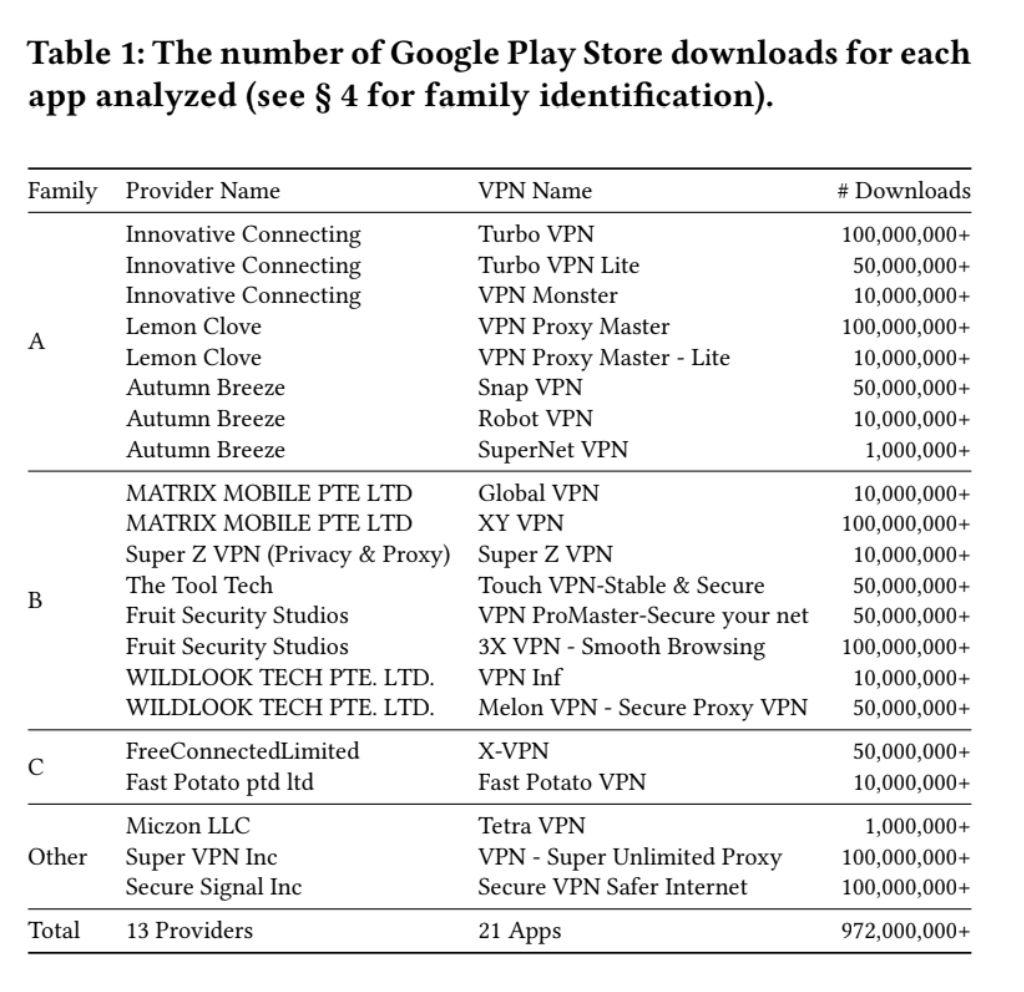 Table 1: The number of Google Play Store downloads for each
app analyzed (see § 4 for family identification).
Family Provider Name VPN Name # Downloads
Innovative Connecting Turbo VPN 100,000,000+
Innovative Connecting Turbo VPN Lite 50,000,000+
Innovative Connecting VPN Monster 10,000,000+
Lemon Clove VPN Proxy Master 100,000,000+
A
Lemon Clove VPN Proxy Master - Lite 10,000,000+
Autumn Breeze Snap VPN 50,000,000+
Autumn Breeze Robot VPN 10,000,000+
Autumn Breeze SuperNet VPN 1,000,000+
MATRIX MOBILE PTE LTD Global VPN 10,000,000+
MATRIX MOBILE PTE LTD XY VPN 100,000,000+
Super Z VPN (Privacy & Proxy) Super Z VPN 10,000,000+
The Tool Tech Touch VPN-Stable & Secure 50,000,000+
B
Fruit Security Studios VPN ProMaster-Secure your net 50,000,000+
Fruit Security Studios 3X VPN - Smooth Browsing 100,000,000+
WILDLOOK TECH PTE. LTD. VPN Inf 10,000,000+
WILDLOOK TECH PTE. LTD. Melon VPN - Secure Proxy VPN 50,000,000+
FreeConnectedLimited X-VPN 50,000,000+
C
Fast Potato ptd ltd Fast Potato VPN 10,000,000+
Miczon LLC Tetra VPN 1,000,000+
Other Super VPN Inc VPN - Super Unlimited Proxy 100,000,000+
Secure Signal Inc Secure VPN Safer Internet 100,000,000+
Total 13 Providers 21 Apps 972,000,000+